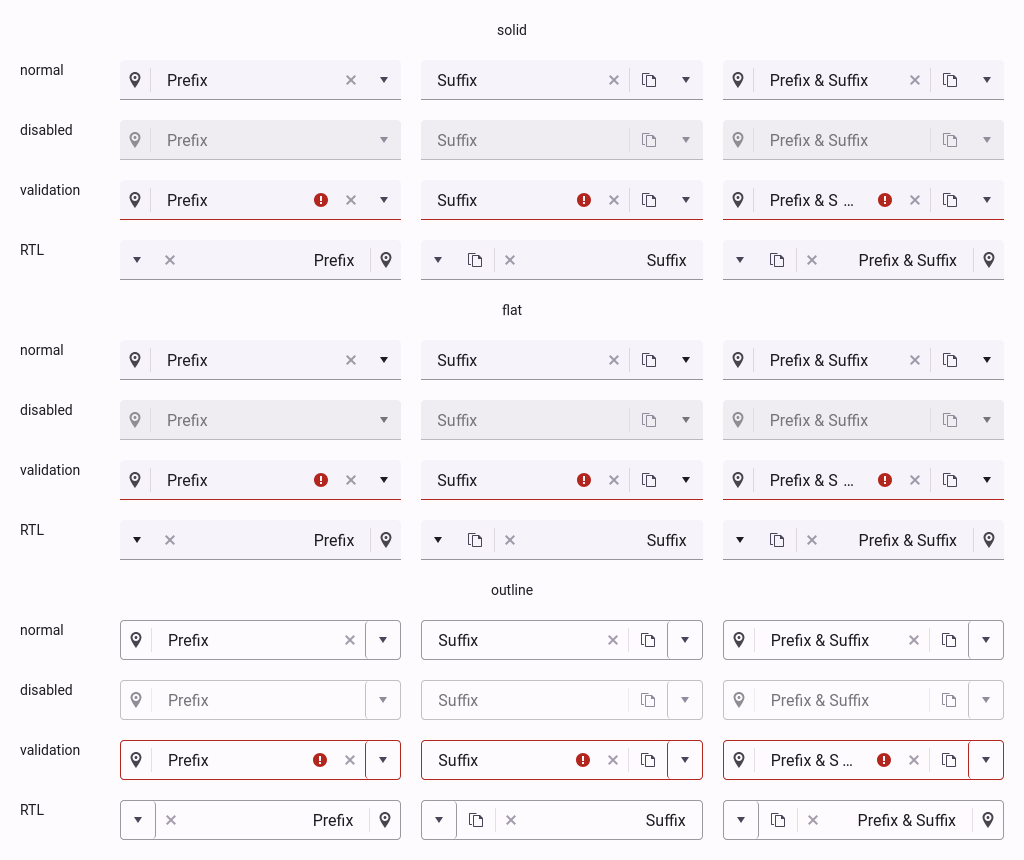 solid
normal Prefix Suffix Prefix & Suffix
disabled Prefix Suffix Prefix & Suffix
validation Prefix Suffix Prefix & S ...
RTL Prefix Suffix Prefix & Suffix
flat
normal Prefix Suffix Prefix & Suffix
disabled Prefix Suffix Prefix & Suffix
validation Prefix Suffix Prefix & S ...
RTL Prefix Suffix Prefix & Suffix
outline
normal Prefix Suffix Prefix & Suffix
disabled Prefix Suffix Prefix & Suffix
validation Prefix Suffix Prefix & S ...
RTL Prefix Suffix Prefix & Suffix